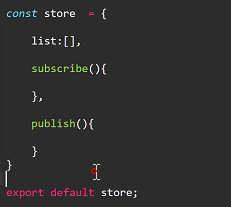 const store = {
list:[],
subscribe(){
},
publish(){
}
}
export default store;